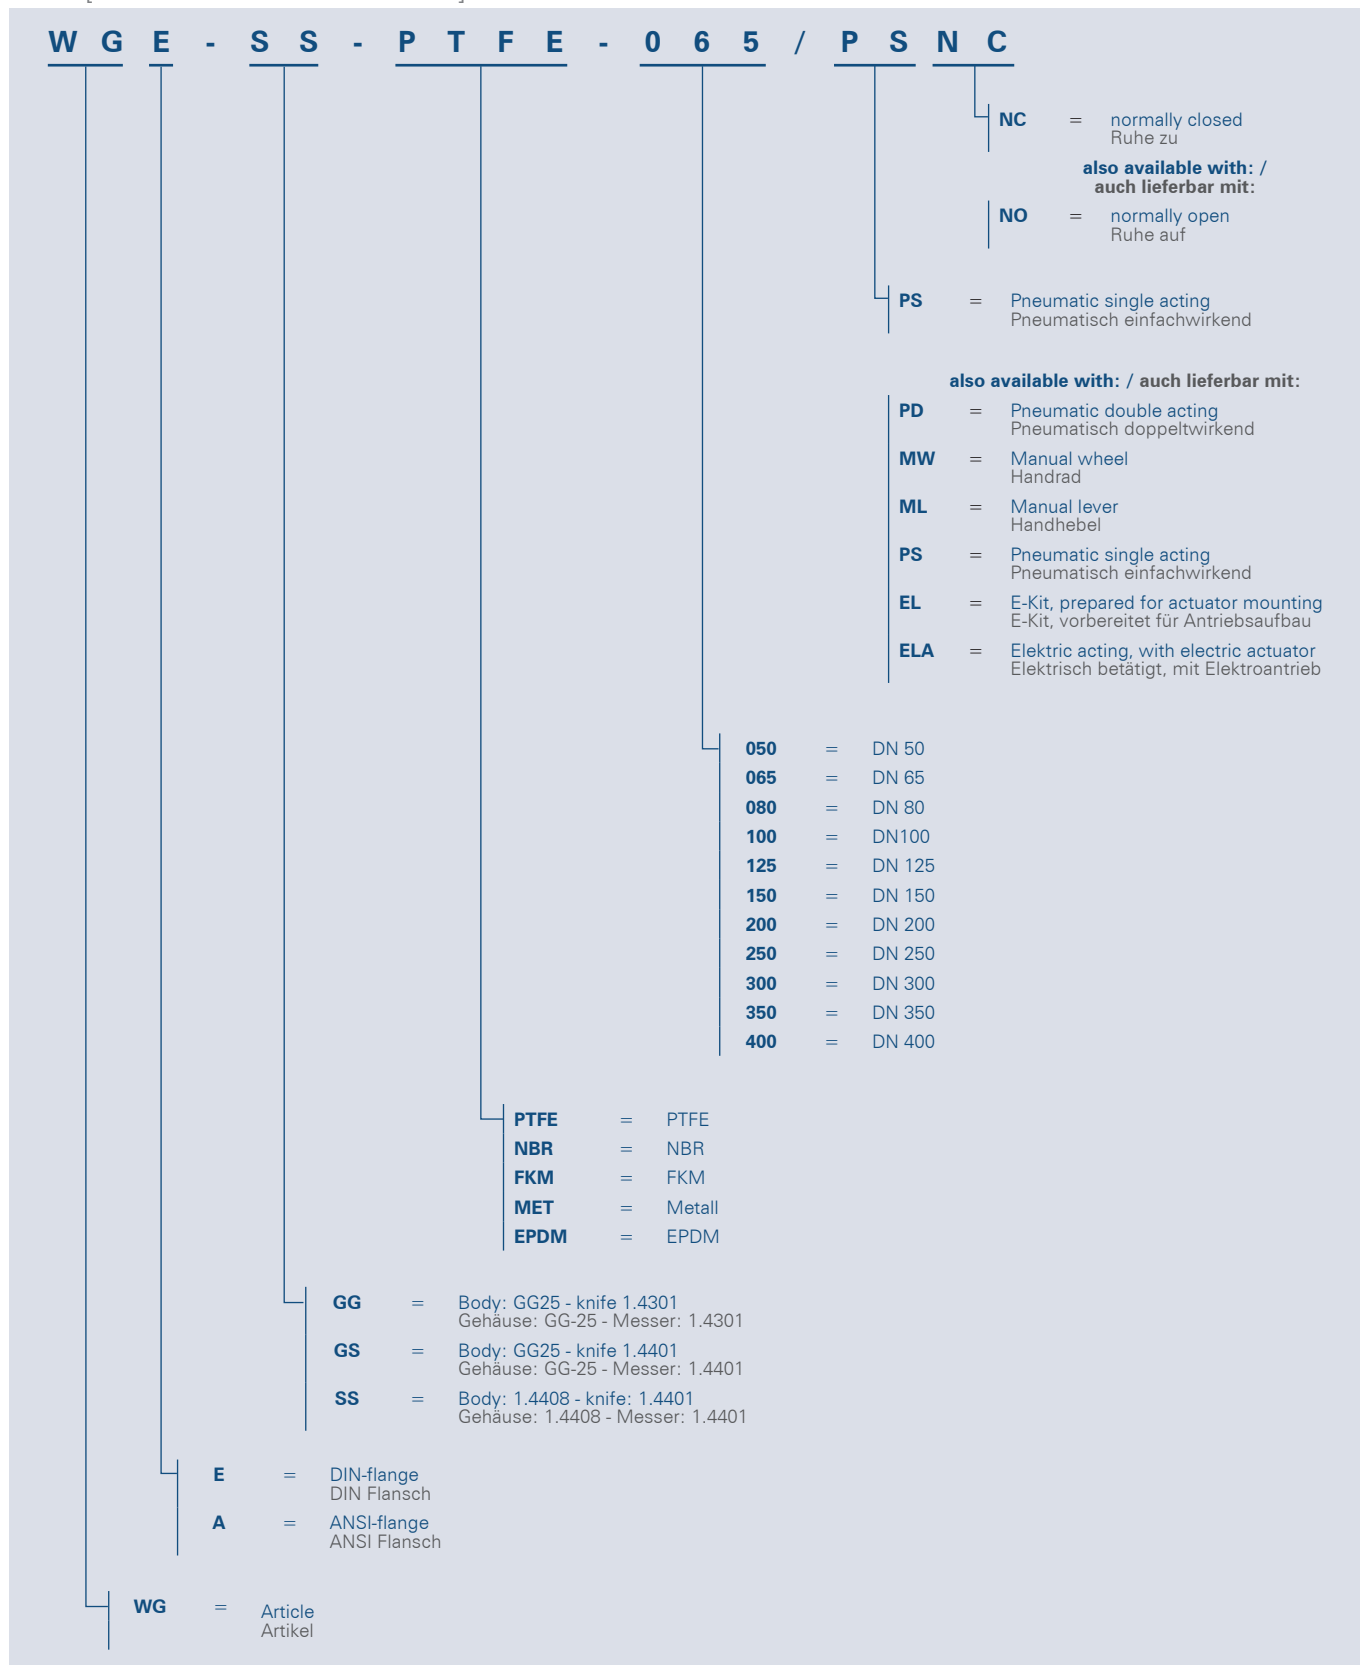 W G E - S S - P T F E - 0 6 5 / P S N C
NC = normally closed
Ruhe zu
also available with: /
auch lieferbar mit:
NO = normally open
Ruhe auf
PS = Pneumatic single acting
Pneumatisch einfachwirkend
also available with: / auch lieferbar mit:
PD = Pneumatic double acting
Pneumatisch doppeltwirkend
MW = Manual wheel
Handrad
ML = Manual lever
Handhebel
PS = Pneumatic single acting
Pneumatisch einfachwirkend
EL = E-Kit, prepared for actuator mounting
E-Kit, vorbereitet für Antriebsaufbau
ELA = Elektric acting, with electric actuator
Elektrisch betätigt, mit Elektroantrieb
050 = DN 50
065 = DN 65
080 = DN 80
100 = DN100
125 = DN 125
150 = DN 150
200 = DN 200
250 = DN 250
300 = DN 300
350 = DN 350
400 = DN 400
PTFE = PTFE
NBR = NBR
FKM = FKM
MET = Metall
EPDM = EPDM
GG = Body: GG25 - knife 1.4301
Gehäuse: GG-25 - Messer: 1.4301
GS = Body: GG25 - knife 1.4401
Gehäuse: GG-25 - Messer: 1.4401
SS = Body: 1.4408 - knife: 1.4401
Gehäuse: 1.4408 - Messer: 1.4401
E = DIN-flange
DIN Flansch
A = ANSI-flange
ANSI Flansch
WG = Article
Artikel